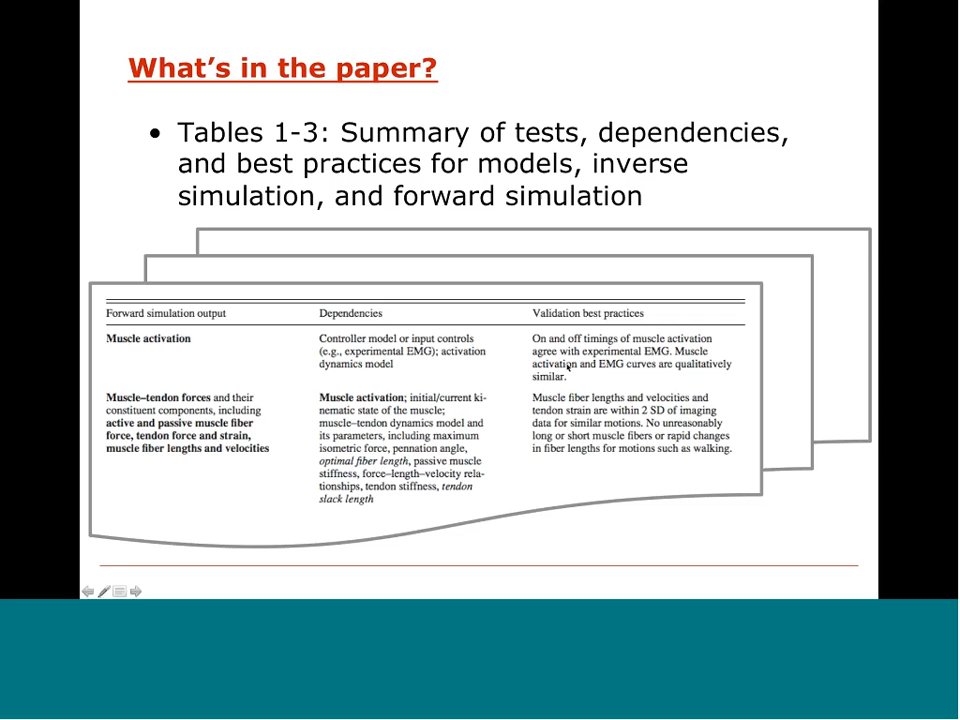 What's in the paper?
• Tables 1-3: Summary of tests, dependencies,
and best practices for models, inverse
simulation, and forward simulation
Forward simulation output
Dependencies
Validation best practices
Muscle activation
Controller model or input controls
(e.g., experimental EMG); activation
dynamics model
On and off timings of muscle activation
agree with experimental EMG. Muscle
activation and EMG curves are qualitatively
similar.
Muscle–tendon forces and their
constituent components, including
active and passive muscle fiber
force, tendon force and strain,
muscle fiber lengths and velocities
Muscle activation; initial/current ki-
nematic state of the muscle;
muscle–tendon dynamics model and
its parameters, including maximum
isometric force, pennation angle,
optimal fiber length, passive muscle
stiffness, force–length–velocity rela-
tionships, tendon stiffness, tendon
slack length
Muscle fiber lengths and velocities and
tendon strain are within 2 SD of imaging
data for similar motions. No unreasonably
long or short muscle fibers or rapid changes
in fiber lengths for motions such as walking.